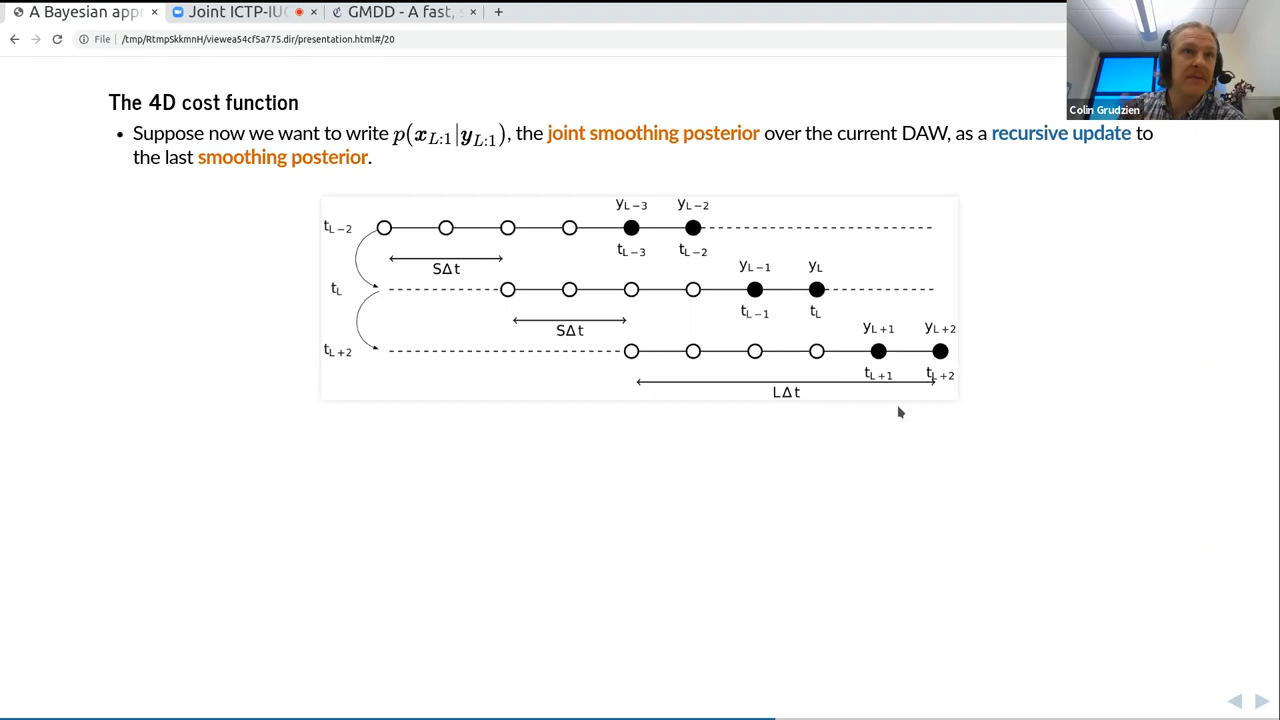 A Bayesian app
Joint ICTP-IUC
GMDD - A fast,
File
/tmp/RtmpSkkmnH/viewea54cf5a775.dir/presentation.html#/20
Colin Grudzien
The 4D cost function
• Suppose now we want to write p(x_{L:1}|y_{L:1}), the joint smoothing posterior over the current DAW, as a recursive update to
the last smoothing posterior.
y_{L−3} y_{L−2}
t_{L−2}
t_{L−3} t_{L−2}
SΔt
y_{L−1} y_L
t_L
t_{L−1} t_L
SΔt
y_{L+1} y_{L+2}
t_{L+2}
t_{L+1} t_{L+2}
LΔt